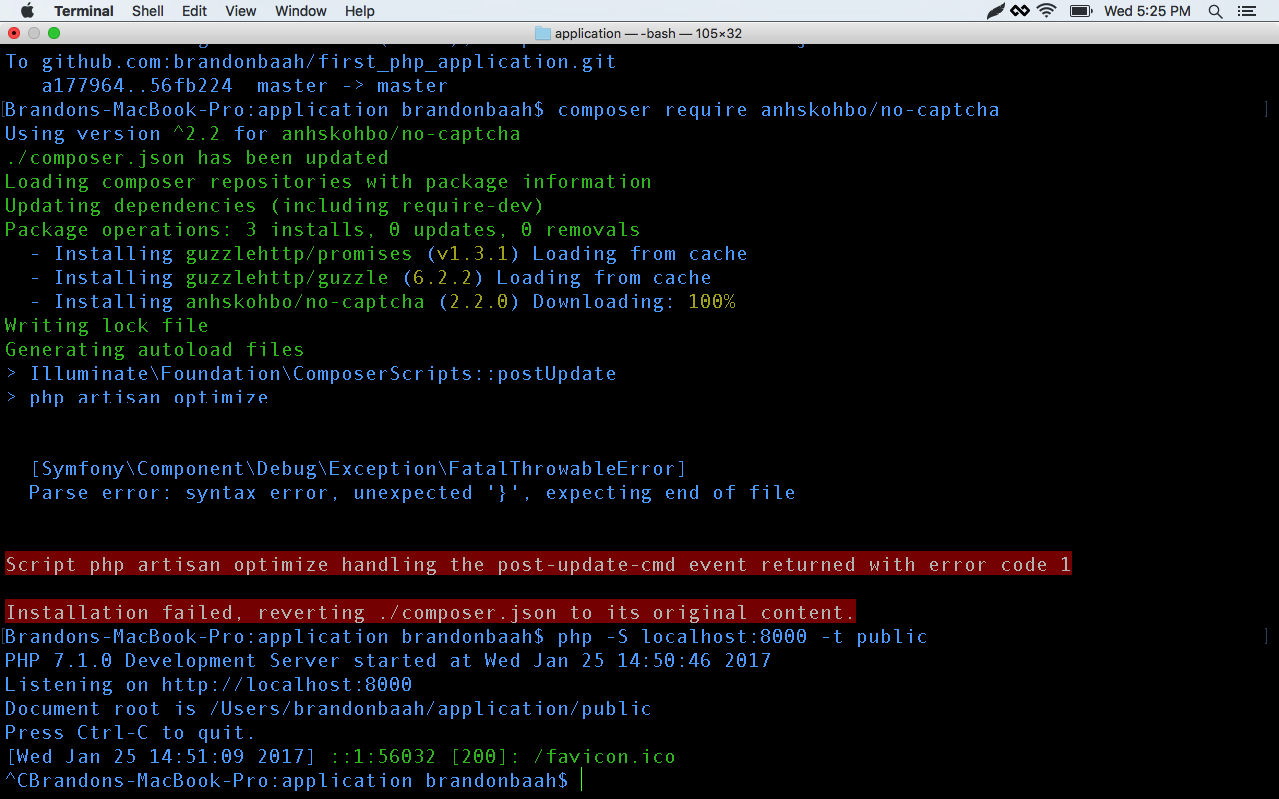 Terminal Shell Edit View Window Help Wed 5:25 PM
application — -bash — 105×32
To github.com:brandonbaah/first_php_application.git
a177964..56fb224  master -> master
Brandons-MacBook-Pro:application brandonbaah$ composer require anhskohbo/no-captcha
Using version ^2.2 for anhskohbo/no-captcha
./composer.json has been updated
Loading composer repositories with package information
Updating dependencies (including require-dev)
Package operations: 3 installs, 0 updates, 0 removals
- Installing guzzlehttp/promises (v1.3.1) Loading from cache
- Installing guzzlehttp/guzzle (6.2.2) Loading from cache
- Installing anhskohbo/no-captcha (2.2.0) Downloading: 100%
Writing lock file
Generating autoload files
> Illuminate\Foundation\ComposerScripts::postUpdate
> php artisan optimize
[Symfony\Component\Debug\Exception\FatalThrowableError]
Parse error: syntax error, unexpected '}', expecting end of file
Script php artisan optimize handling the post-update-cmd event returned with error code 1
Installation failed, reverting ./composer.json to its original content.
Brandons-MacBook-Pro:application brandonbaah$ php -S localhost:8000 -t public
PHP 7.1.0 Development Server started at Wed Jan 25 14:50:46 2017
Listening on http://localhost:8000
Document root is /Users/brandonbaah/application/public
Press Ctrl-C to quit.
[Wed Jan 25 14:51:09 2017] ::1:56032 [200]: /favicon.ico
^CBrandons-MacBook-Pro:application brandonbaah$